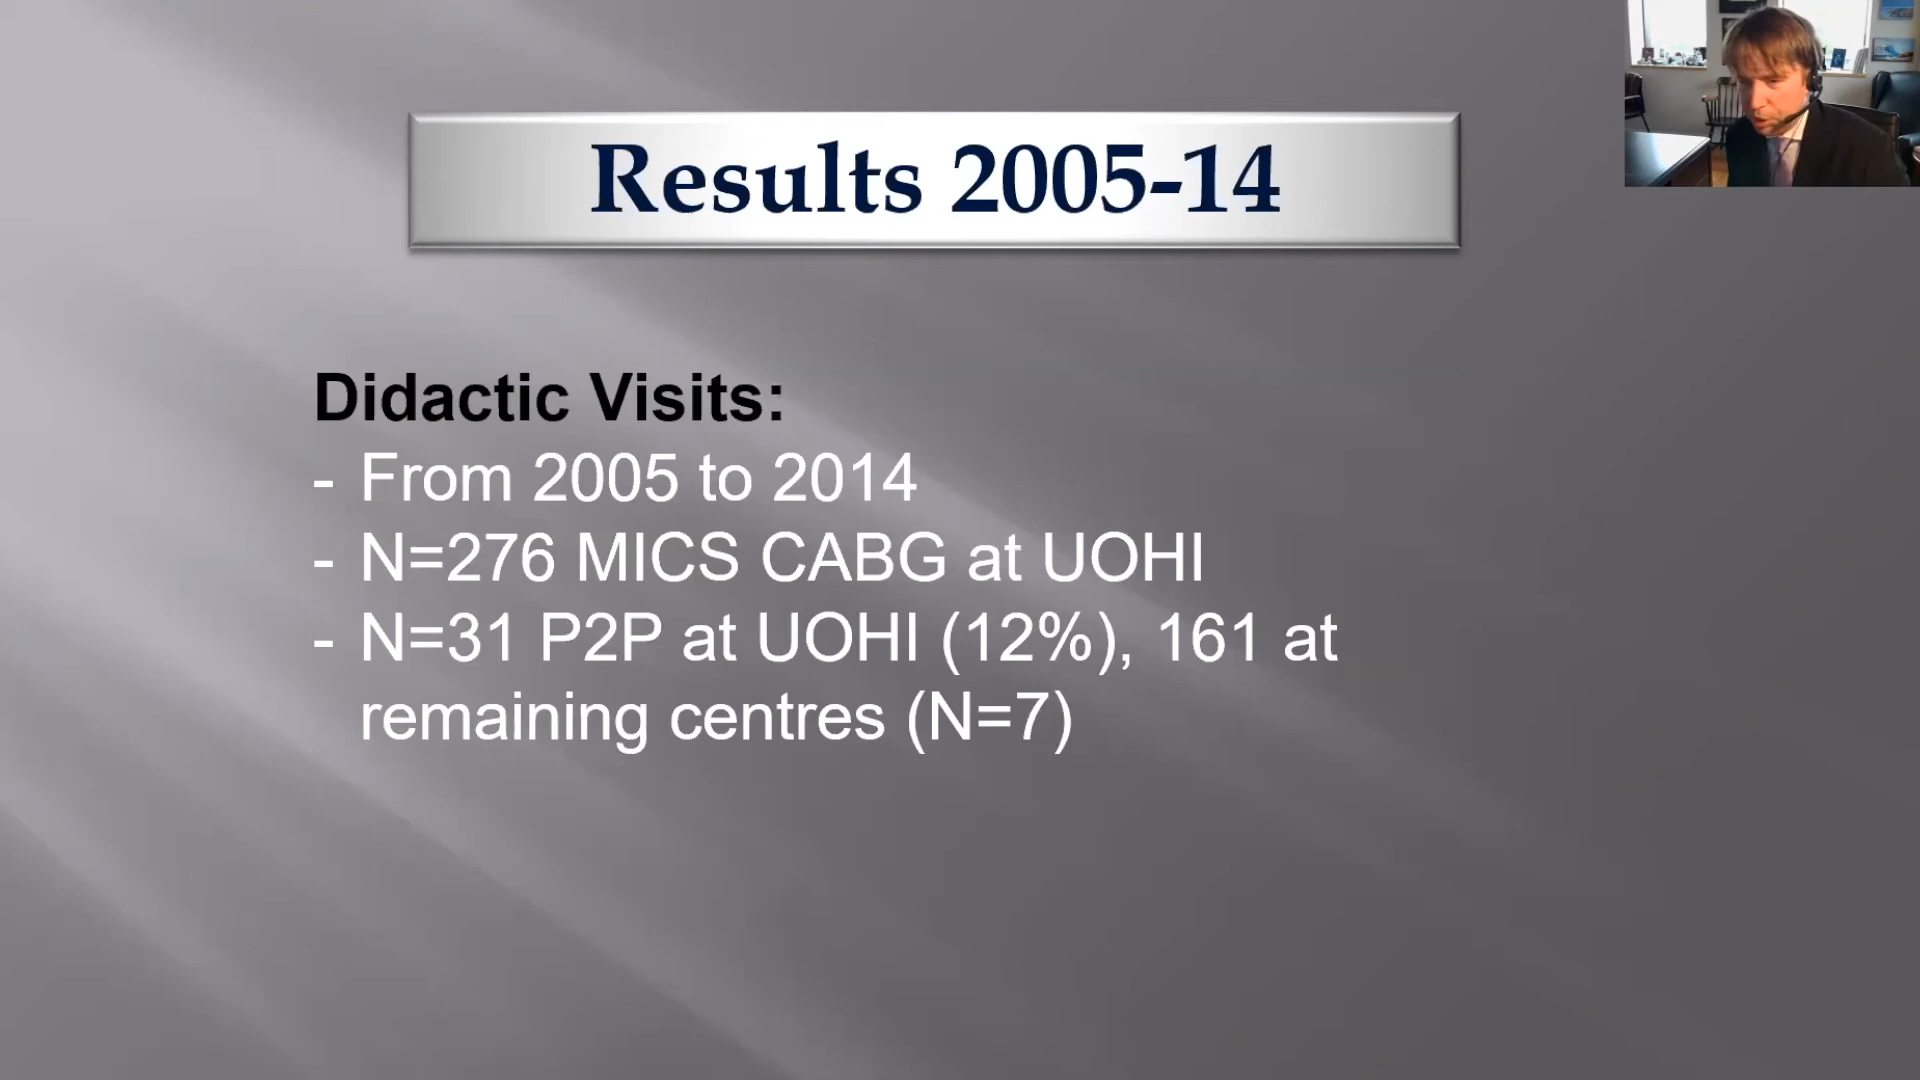 Results 2005-14
Didactic Visits:
- From 2005 to 2014
- N=276 MICS CABG at UOHI
- N=31 P2P at UOHI (12%), 161 at
remaining centres (N=7)